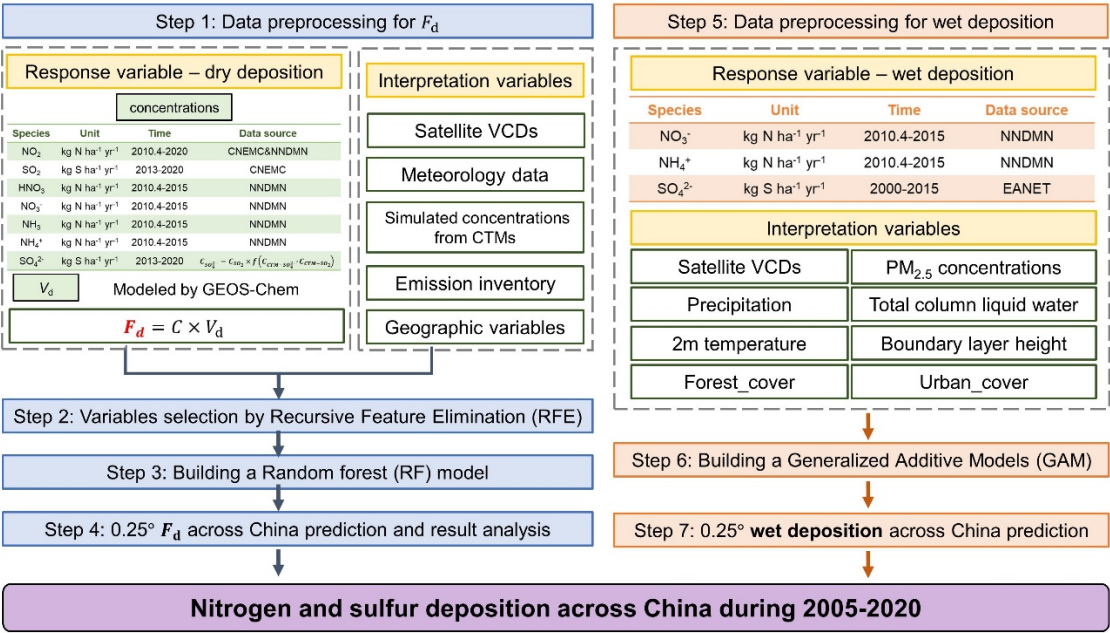 Step 1: Data preprocessing for F_d
Response variable – dry deposition
concentrations
Species Unit Time Data source
NO₂ kg N ha⁻¹ yr⁻¹ 2010.4-2020 CNEMC&NNDMN
SO₂ kg S ha⁻¹ yr⁻¹ 2013-2020 CNEMC
HNO₃ kg N ha⁻¹ yr⁻¹ 2010.4-2015 NNDMN
NO₃⁻ kg N ha⁻¹ yr⁻¹ 2010.4-2015 NNDMN
NH₃ kg N ha⁻¹ yr⁻¹ 2010.4-2015 NNDMN
NH₄⁺ kg N ha⁻¹ yr⁻¹ 2010.4-2015 NNDMN
SO₄²⁻ kg S ha⁻¹ yr⁻¹ 2013-2020
V_d Modeled by GEOS-Chem
F_d = C × V_d
Interpretation variables
Satellite VCDs
Meteorology data
Simulated concentrations
from CTMs
Emission inventory
Geographic variables
Step 2: Variables selection by Recursive Feature Elimination (RFE)
Step 3: Building a Random forest (RF) model
Step 4: 0.25° F_d across China prediction and result analysis
Step 5: Data preprocessing for wet deposition
Response variable – wet deposition
Species Unit Time Data source
NO₃⁻ kg N ha⁻¹ yr⁻¹ 2010.4-2015 NNDMN
NH₄⁺ kg N ha⁻¹ yr⁻¹ 2010.4-2015 NNDMN
SO₄²⁻ kg S ha⁻¹ yr⁻¹ 2000-2015 EANET
Interpretation variables
Satellite VCDs PM₂.₅ concentrations
Precipitation Total column liquid water
2m temperature Boundary layer height
Forest_cover Urban_cover
Step 6: Building a Generalized Additive Models (GAM)
Step 7: 0.25° wet deposition across China prediction
Nitrogen and sulfur deposition across China during 2005-2020